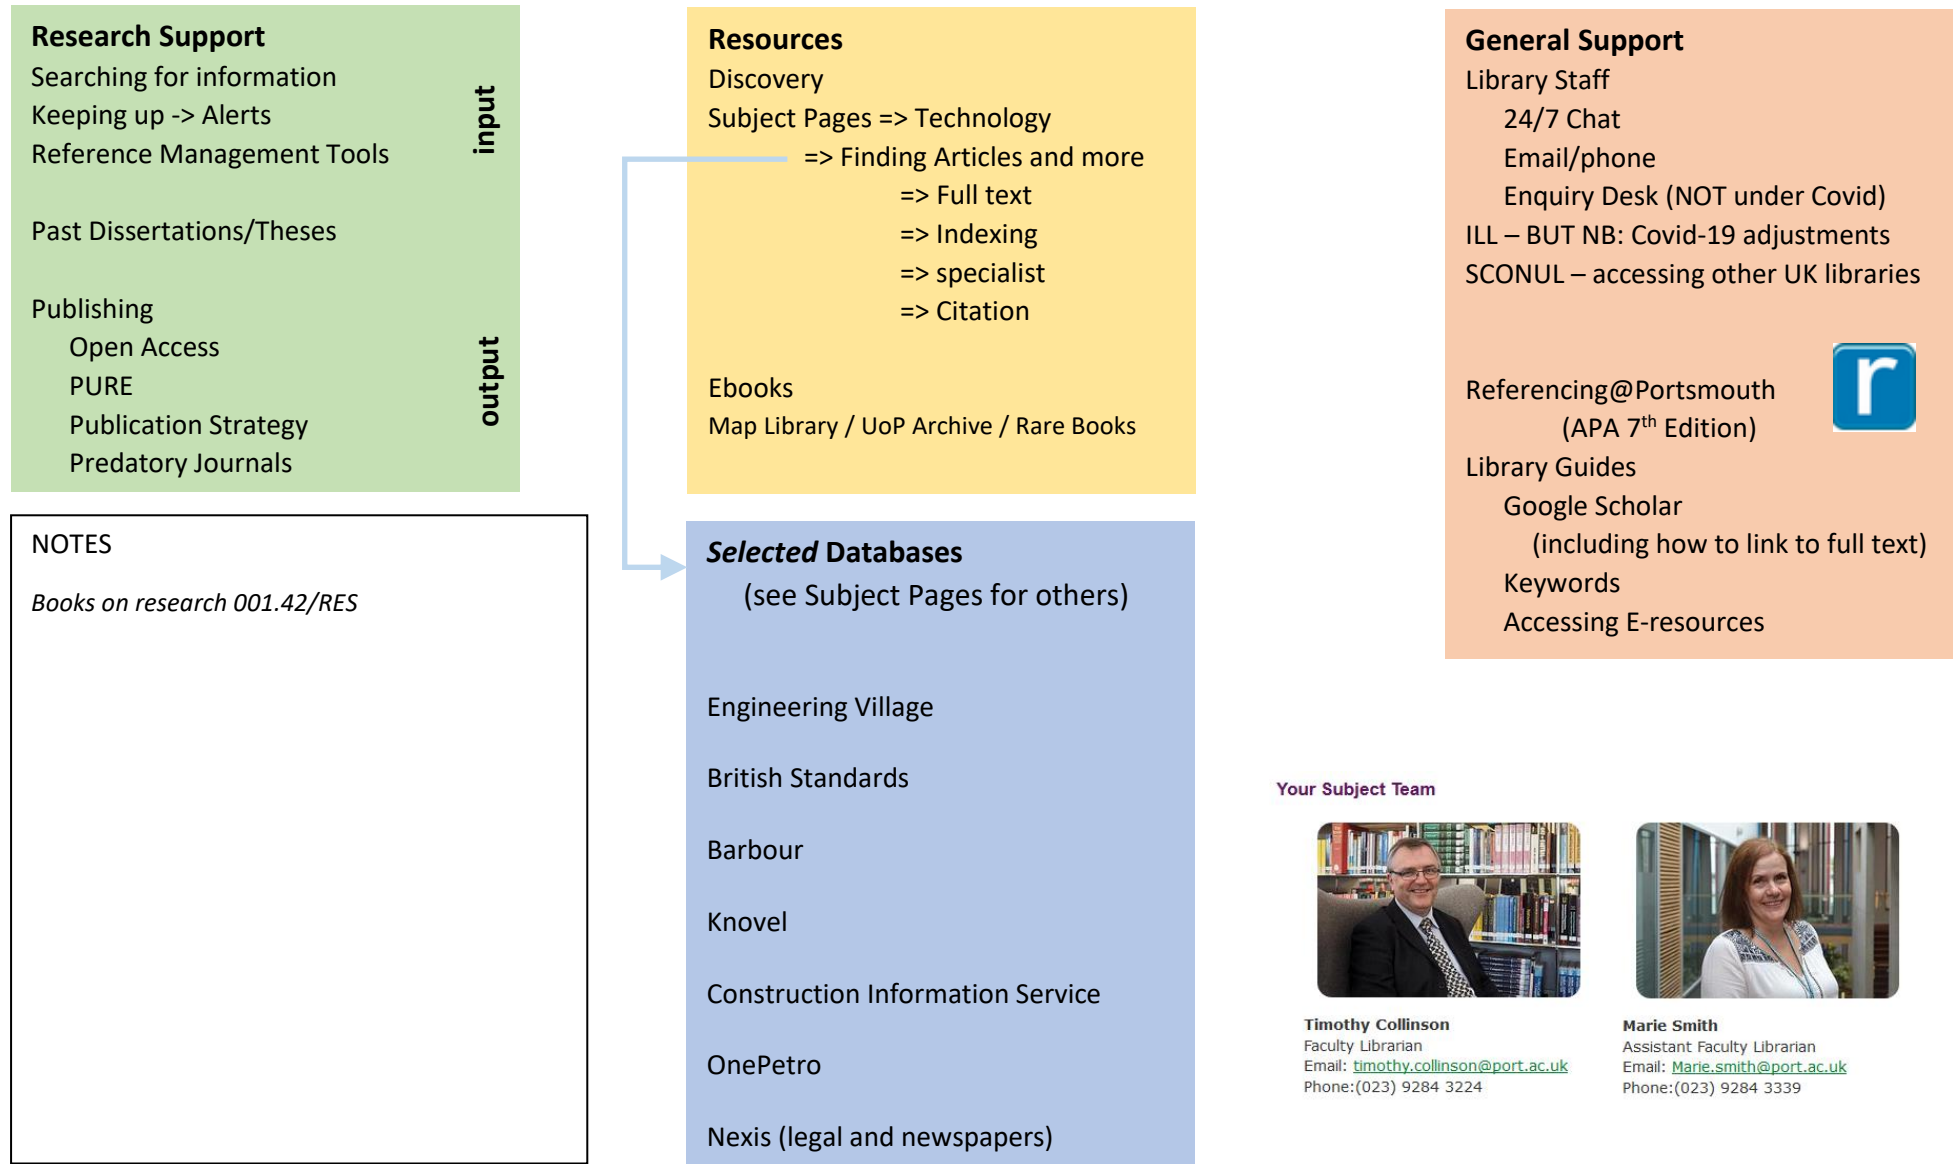 Research Support
Searching for information
Keeping up -> Alerts
Reference Management Tools
input
Past Dissertations/Theses
Publishing
Open Access
PURE
Publication Strategy
Predatory Journals
output
NOTES
Books on research 001.42/RES
Resources
Discovery
Subject Pages => Technology
=> Finding Articles and more
=> Full text
=> Indexing
=> specialist
=> Citation
Ebooks
Map Library / UoP Archive / Rare Books
Selected Databases
(see Subject Pages for others)
Engineering Village
British Standards
Barbour
Knovel
Construction Information Service
OnePetro
Nexis (legal and newspapers)
General Support
Library Staff
24/7 Chat
Email/phone
Enquiry Desk (NOT under Covid)
ILL – BUT NB: Covid-19 adjustments
SCONUL – accessing other UK libraries
r
Referencing@Portsmouth
(APA 7th Edition)
Library Guides
Google Scholar
(including how to link to full text)
Keywords
Accessing E-resources
Your Subject Team
Timothy Collinson
Faculty Librarian
Email: timothy.collinson@port.ac.uk
Phone:(023) 9284 3224
Marie Smith
Assistant Faculty Librarian
Email: Marie.smith@port.ac.uk
Phone:(023) 9284 3339